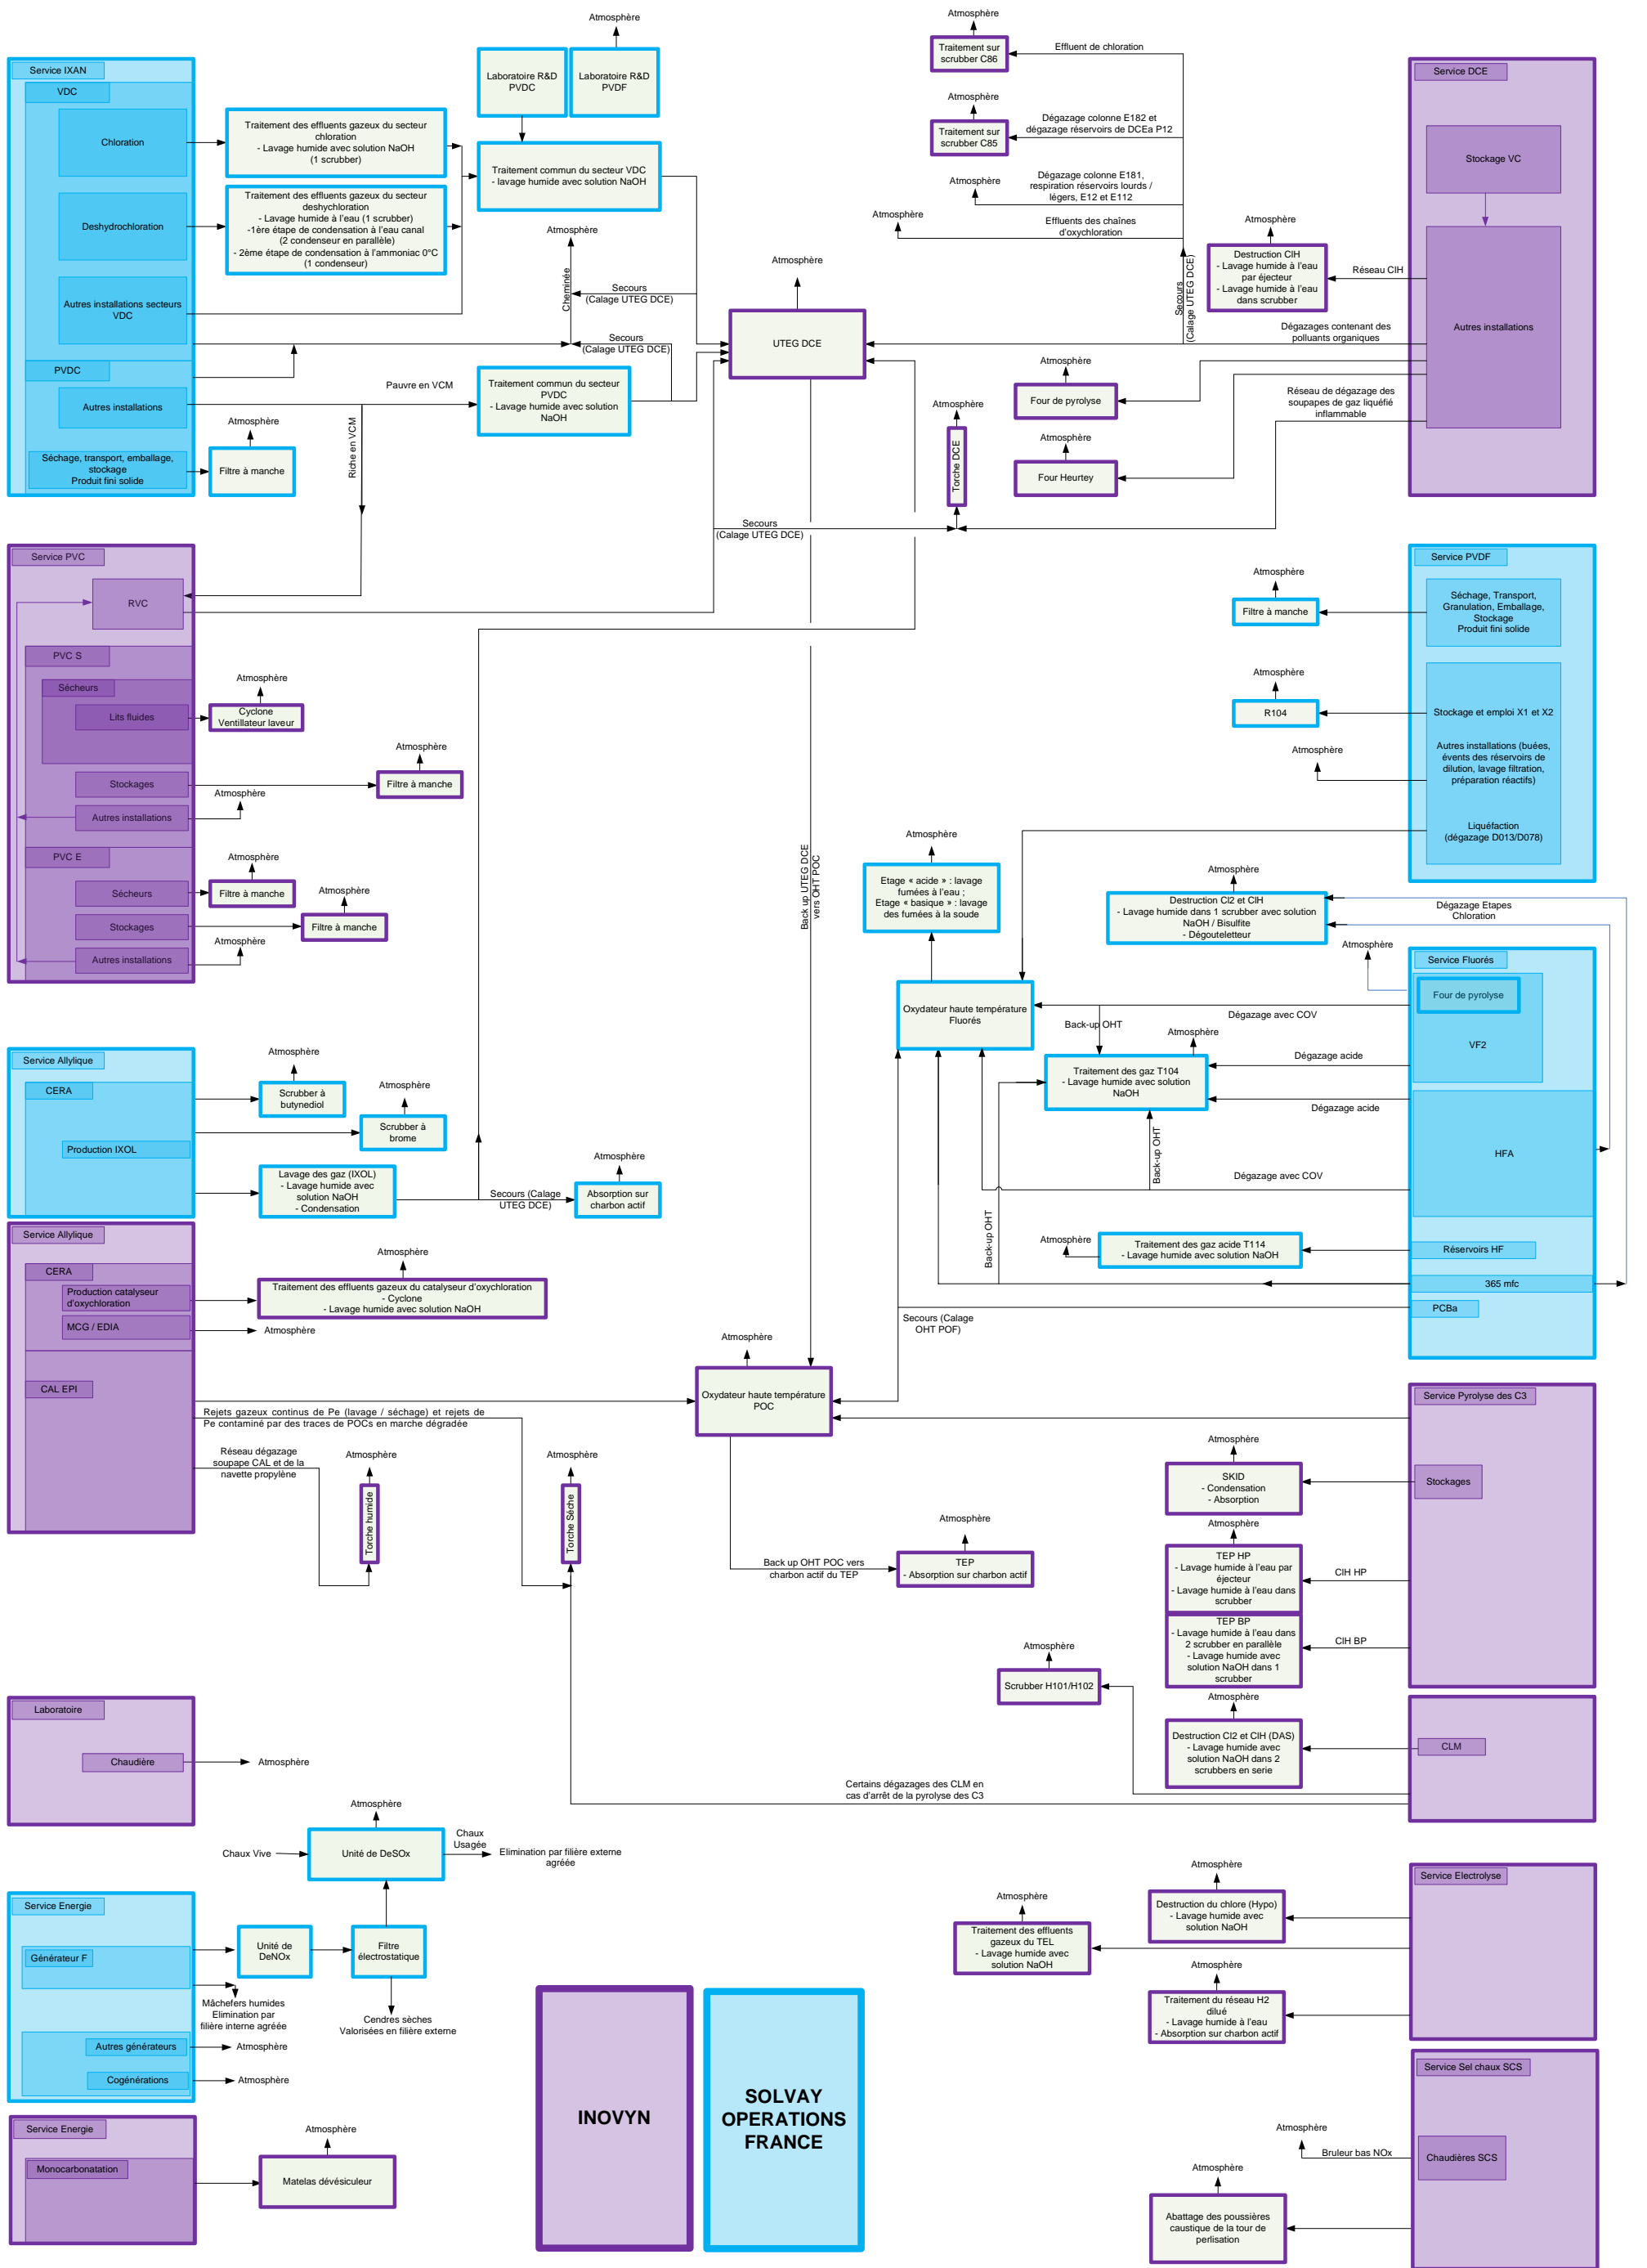 Atmosphère
Laboratoire R&D
PVDC
Laboratoire R&D
PVDF
Atmosphère
Traitement sur
scrubber C86
Effluent de chloration
Atmosphère
Traitement sur
scrubber C85
Dégazage colonne E182 et
dégazage réservoirs de DCEa P12
Atmosphère
Dégazage colonne E181,
respiration réservoirs lourds /
légers, E12 et E112
Atmosphère
Effluents des chaînes
d'oxychloration
Secours
(Calage UTEG DCE)
Service IXAN
VDC
Chloration
Traitement des effluents gazeux du secteur
chloration
- Lavage humide avec solution NaOH
(1 scrubber)
Deshydrochloration
Traitement des effluents gazeux du secteur
deshychloration
- Lavage humide à l'eau (1 scrubber)
-1ère étape de condensation à l'eau canal
(2 condenseur en parallèle)
- 2ème étape de condensation à l'ammoniac 0°C
(1 condenseur)
Autres installations secteurs
VDC
Traitement commun du secteur VDC
- lavage humide avec solution NaOH
Atmosphère
Cheminée
Secours
(Calage UTEG DCE)
Secours
(Calage UTEG DCE)
Atmosphère
UTEG DCE
PVDC
Autres installations
Pauvre en VCM
Riche en VCM
Traitement commun du secteur
PVDC
- Lavage humide avec solution
NaOH
Séchage, transport, emballage,
stockage
Produit fini solide
Atmosphère
Filtre à manche
Service DCE
Stockage VC
Autres installations
Atmosphère
Destruction ClH
- Lavage humide à l'eau
par éjecteur
- Lavage humide à l'eau
dans scrubber
Réseau ClH
Dégazages contenant des
polluants organiques
Atmosphère
Four de pyrolyse
Réseau de dégazage des
soupapes de gaz liquéfié
inflammable
Atmosphère
Four Heurtey
Atmosphère
Torche DCE
Secours
(Calage UTEG DCE)
Service PVC
RVC
PVC S
Sécheurs
Lits fluides
Atmosphère
Cyclone
Ventillateur laveur
Stockages
Atmosphère
Filtre à manche
Autres installations
Atmosphère
PVC E
Sécheurs
Atmosphère
Filtre à manche
Stockages
Atmosphère
Filtre à manche
Autres installations
Atmosphère
Back up UTEG DCE
vers OHT POC
Service PVDF
Séchage, Transport,
Granulation, Emballage,
Stockage
Produit fini solide
Atmosphère
Filtre à manche
Stockage et emploi X1 et X2
Atmosphère
R104
Autres installations (buées,
évents des réservoirs de
dilution, lavage filtration,
préparation réactifs)
Atmosphère
Liquéfaction
(dégazage D013/D078)
Atmosphère
Etage « acide » : lavage
fumées à l'eau ;
Etage « basique » : lavage
des fumées à la soude
Atmosphère
Destruction Cl2 et ClH
- Lavage humide dans 1 scrubber avec solution
NaOH / Bisulfite
- Dégouteletteur
Dégazage Etapes
Chloration
Atmosphère
Service Fluorés
Four de pyrolyse
VF2
HFA
Réservoirs HF
365 mfc
PCBa
Oxydateur haute température
Fluorés
Dégazage avec COV
Back-up OHT
Atmosphère
Traitement des gaz T104
- Lavage humide avec solution
NaOH
Dégazage acide
Dégazage acide
Back-up OHT
Dégazage avec COV
Back-up OHT
Atmosphère
Traitement des gaz acide T114
- Lavage humide avec solution NaOH
Secours (Calage
OHT POF)
Service Allylique
CERA
Production IXOL
Atmosphère
Scrubber à
butynediol
Atmosphère
Scrubber à
brome
Lavage des gaz (IXOL)
- Lavage humide avec
solution NaOH
- Condensation
Secours (Calage
UTEG DCE)
Atmosphère
Absorption sur
charbon actif
Service Allylique
CERA
Production catalyseur
d'oxychloration
MCG / EDIA
Atmosphère
Traitement des effluents gazeux du catalyseur d'oxychloration
- Cyclone
- Lavage humide avec solution NaOH
Atmosphère
CAL EPI
Atmosphère
Oxydateur haute température
POC
Rejets gazeux continus de Pe (lavage / séchage) et rejets de
Pe contaminé par des traces de POCs en marche dégradée
Réseau dégazage
soupape CAL et de la
navette propylène
Atmosphère
Torche humide
Atmosphère
Torche Sèche
Back up OHT POC vers
charbon actif du TEP
Atmosphère
TEP
- Absorption sur charbon actif
Service Pyrolyse des C3
Stockages
Atmosphère
SKID
- Condensation
- Absorption
Atmosphère
TEP HP
- Lavage humide à l'eau par
éjecteur
- Lavage humide à l'eau dans
scrubber
ClH HP
TEP BP
- Lavage humide à l'eau dans
2 scrubber en parallèle
- Lavage humide avec
solution NaOH dans 1
scrubber
ClH BP
Atmosphère
Scrubber H101/H102
Atmosphère
Destruction Cl2 et ClH (DAS)
- Lavage humide avec
solution NaOH dans 2
scrubbers en serie
CLM
Certains dégazages des CLM en
cas d'arrêt de la pyrolyse des C3
Laboratoire
Chaudière
Atmosphère
Atmosphère
Chaux Vive
Unité de DeSOx
Chaux
Usagée
Elimination par filière externe
agréée
Service Energie
Générateur F
Unité de
DeNOx
Filtre
électrostatique
Mâchefers humides
Elimination par
filière interne agréée
Cendres sèches
Valorisées en filière externe
Autres générateurs
Atmosphère
Cogénérations
Atmosphère
Service Energie
Monocarbonatation
Atmosphère
Matelas dévésiculeur
INOVYN
SOLVAY
OPERATIONS
FRANCE
Service Electrolyse
Atmosphère
Destruction du chlore (Hypo)
- Lavage humide avec
solution NaOH
Atmosphère
Traitement des effluents
gazeux du TEL
- Lavage humide avec
solution NaOH
Atmosphère
Traitement du réseau H2
dilué
- Lavage humide à l'eau
- Absorption sur charbon actif
Service Sel chaux SCS
Chaudières SCS
Atmosphère
Bruleur bas NOx
Atmosphère
Abattage des poussières
caustique de la tour de
perlisation